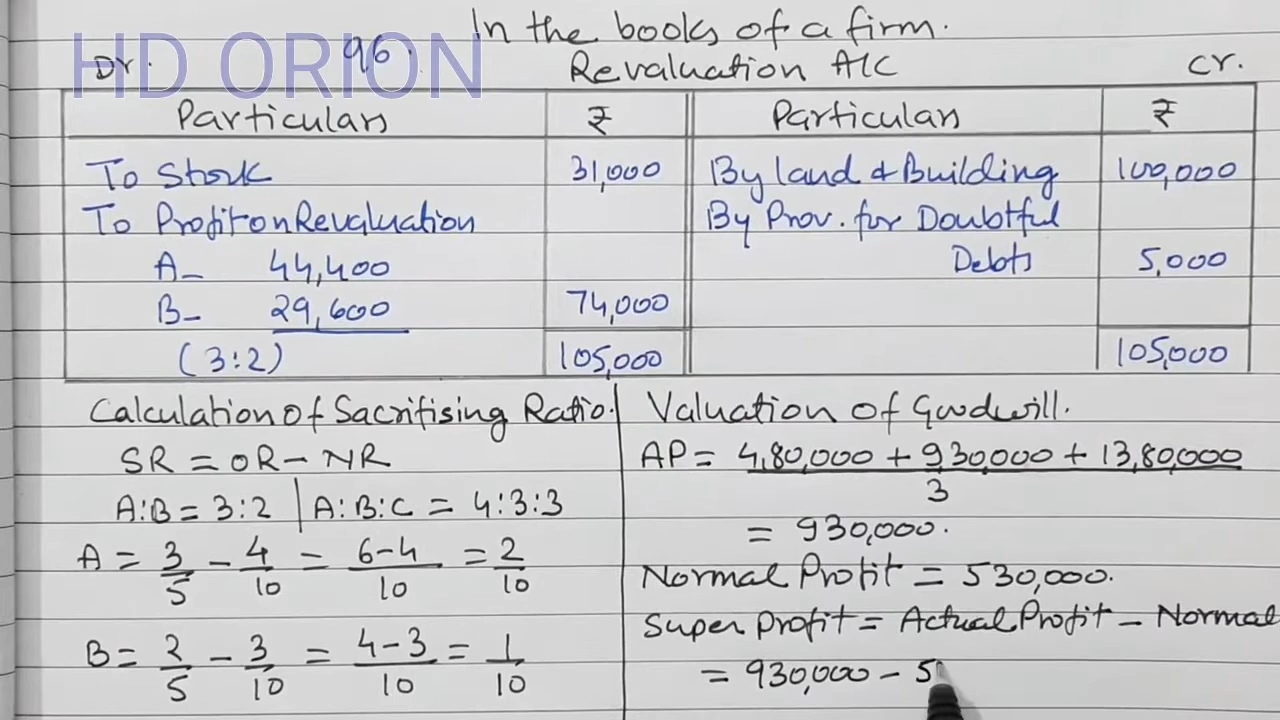 In the books of a firm.
HD ORION
96.
Dr. Revaluation A/C Cr.
Particulars ₹ Particulars ₹
To Stock 31,000 By land & Building 100,000
To Profit on Revaluation By Prov. for Doubtful
A- 44,400 Debts 5,000
B- 29,600 74,000
(3:2) 105,000 105,000
Calculation Of Sacrifising Ratio.
SR = OR - NR
A:B = 3:2 | A:B:C = 4:3:3
A = 3/5 - 4/10 = 6-4/10 = 2/10
B = 2/5 - 3/10 = 4-3/10 = 1/10
Valuation of Goodwill.
AP = 4,80,000 + 930,000 + 13,80,000
3
= 930,000.
Normal Profit = 530,000.
Super Profit = Actual Profit - Normal
= 930,000 - 5